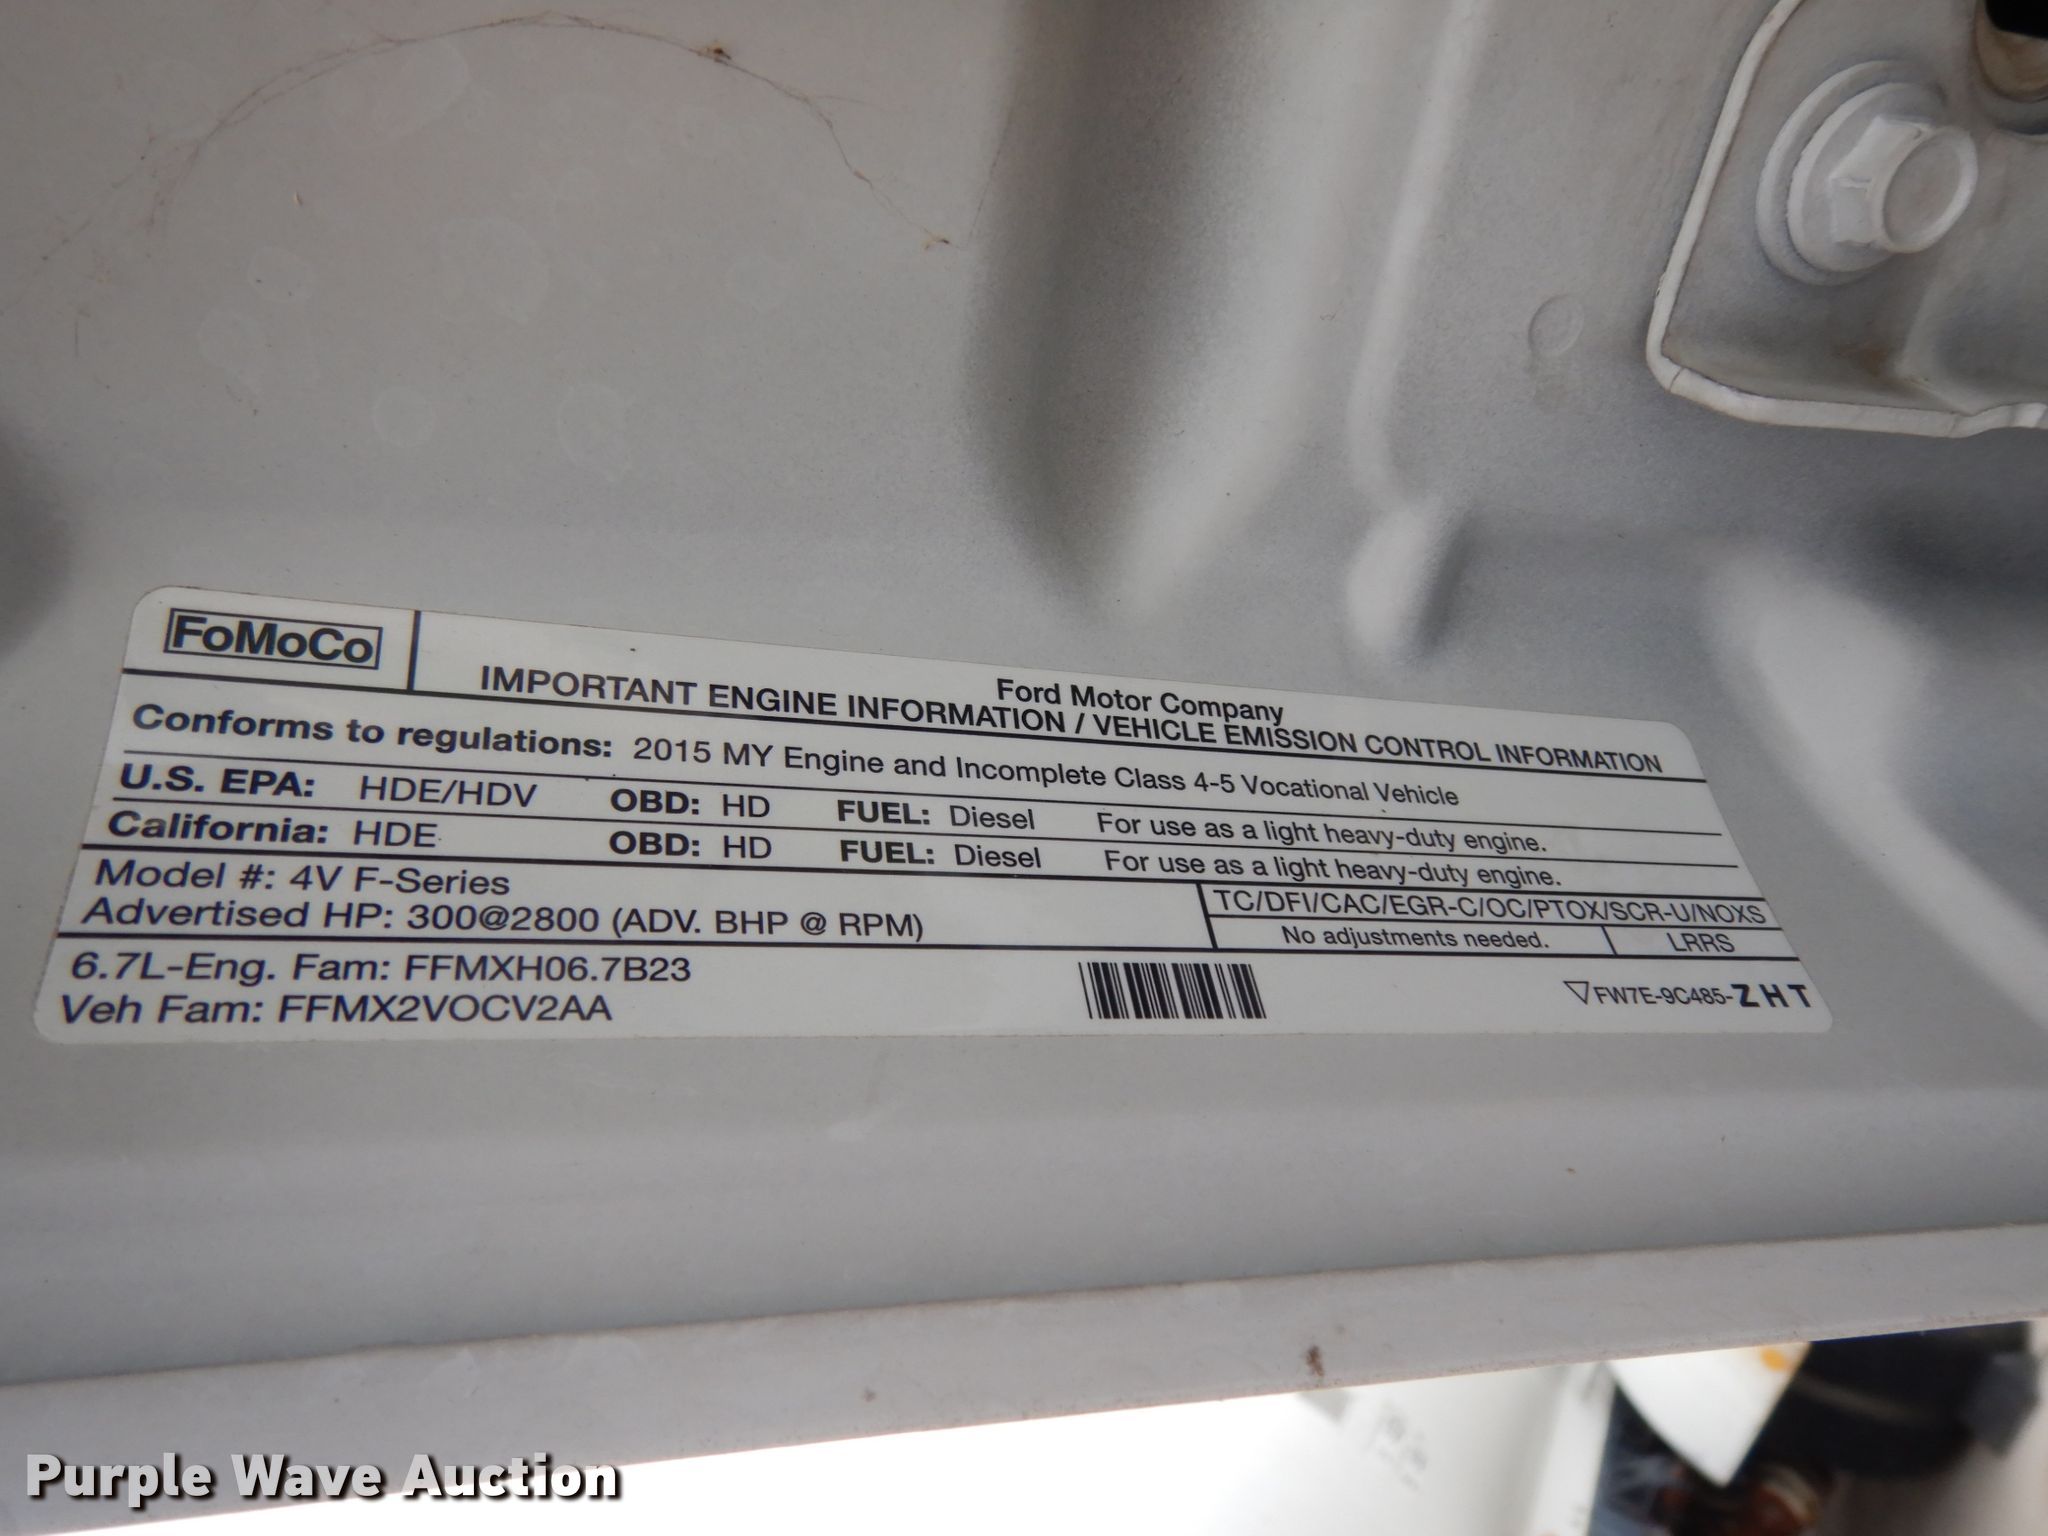 FoMoCo
Ford Motor Company
IMPORTANT ENGINE INFORMATION / VEHICLE EMISSION CONTROL INFORMATION
Conforms to regulations: 2015 MY Engine and Incomplete Class 4-5 Vocational Vehicle
U.S. EPA: HDE/HDV OBD: HD FUEL: Diesel For use as a light heavy-duty engine.
California: HDE OBD: HD FUEL: Diesel For use as a light heavy-duty engine.
Model #: 4V F-Series
Advertised HP: 300@2800 (ADV. BHP @ RPM)
TC/DFI/CAC/EGR-C/OC/PTOX/SCR-U/NOXS
No adjustments needed. LRRS
6.7L-Eng. Fam: FFMXH06.7B23
Veh Fam: FFMX2VOCV2AA
FW7E-9C485-ZHT
Purple Wave Auction